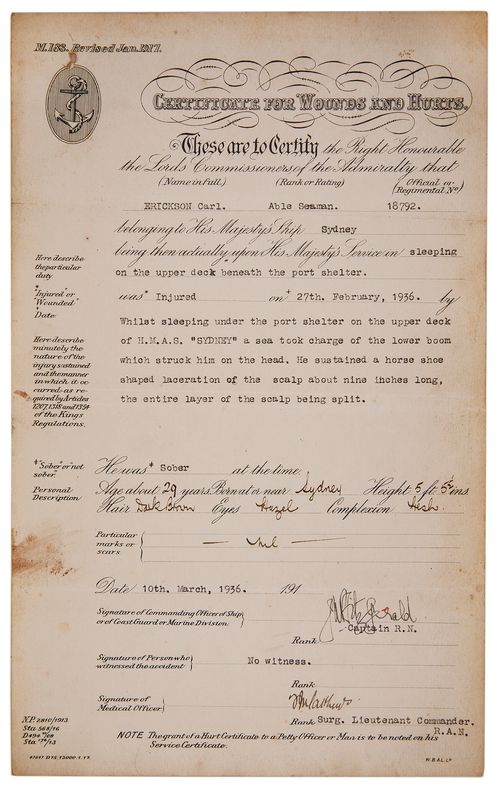 M.183. Revised Jan. 1917.
CERTIFICATE FOR WOUNDS AND HURTS.
These are to Certify the Right Honourable
the Lords Commissioners of the Admiralty that
(Name in Full.) (Rank or Rating) (Official or Regimental No.)
ERICKSON Carl. Able Seaman. 18792.
belonging to His Majesty's Ship Sydney
being then actually upon His Majesty's Service in sleeping
Here describe the particular duty.
on the upper deck beneath the port shelter.
*"Injured" or "Wounded"
was * Injured on + 27th. February, 1936. by
+Date
Whilst sleeping under the port shelter on the upper deck
of H.M.A.S. "SYDNEY" a sea took charge of the lower boom
which struck him on the head. He sustained a horse shoe
shaped laceration of the scalp about nine inches long,
the entire layer of the scalp being split.
Here describe
minutely the
nature of the
injury sustained
and the manner
in which it oc-
curred, as re-
quired by Articles
1207, 1318 and 1354
of the Kings
Regulations.
‡"Sober" or not sober.
He was ‡ Sober at the time.
Personal Description
Age about 29 years Born at or near Sydney Height 5 ft. ins
Hair Dark Brown Eyes Hazel Complexion Fresh.
Particular marks or scars Nil
Date 10th. March, 1936. 191
Signature of Commanding Officer of Ship,
or of Coast Guard or Marine Division
Rank Captain R.N.
Signature of Person who
witnessed the accident No witness.
Rank
Signature of
Medical Officer
Rank Surg. Lieutenant Commander.
R.A.N.
NOTE The grant of a Hurt Certificate to a Petty Officer or Man is to be noted on his
Service Certificate.
N.P. 2810/1913
Sta. 568/16